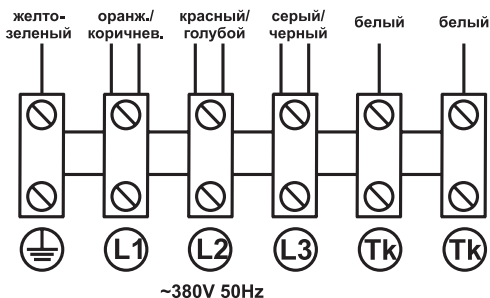 желто-
зеленый
оранж./
коричнев.
красный/
голубой
серый/
черный
белый
белый
L1
L2
L3
Tk
Tk
~380V 50Hz